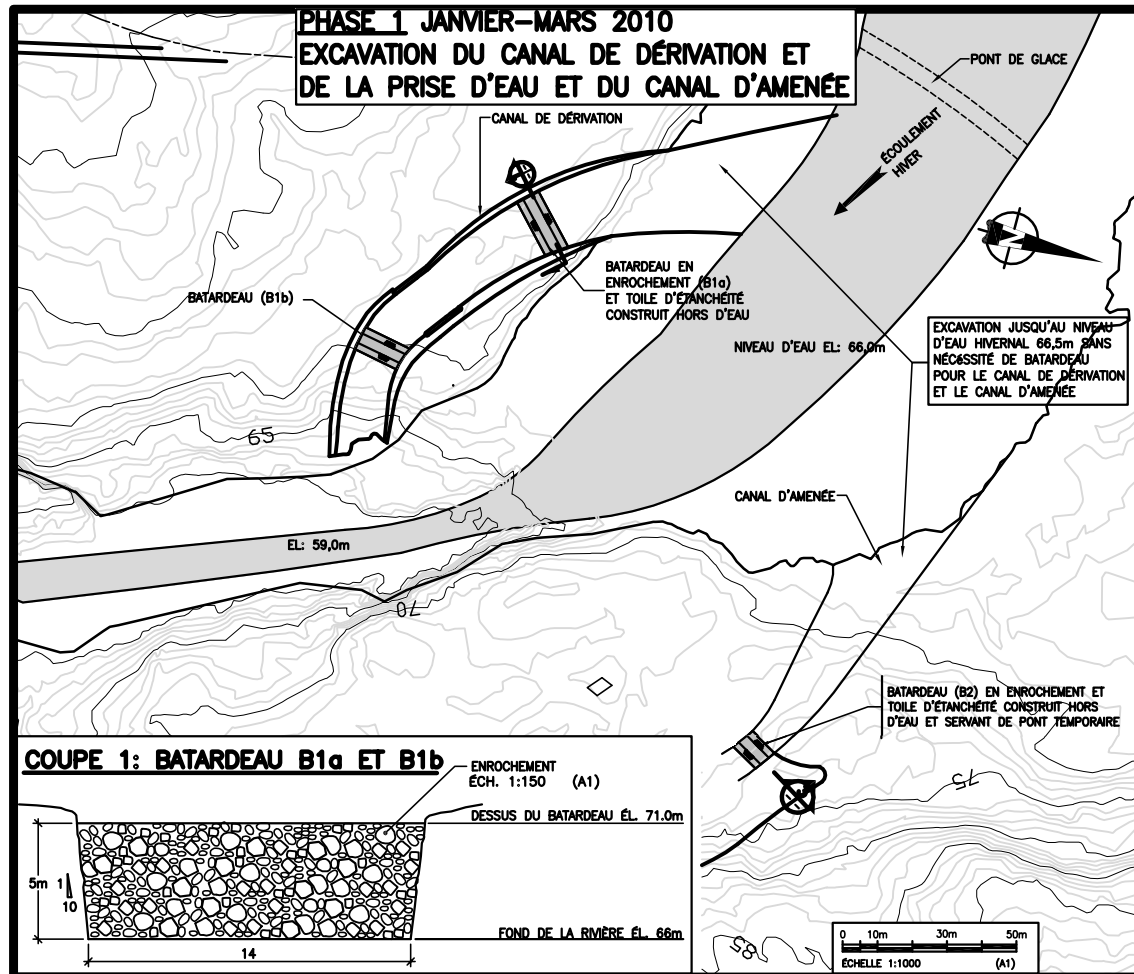 PHASE 1 JANVIER–MARS 2010
EXCAVATION DU CANAL DE DÉRIVATION ET
DE LA PRISE D'EAU ET DU CANAL D'AMENÉE
PONT DE GLACE
CANAL DE DÉRIVATION
ÉCOULEMENT
HIVER
N
BATARDEAU EN
ENROCHEMENT (B1a)
ET TOILE D'ÉTANCHÉITÉ
CONSTRUIT HORS D'EAU
BATARDEAU (B1b)
NIVEAU D'EAU EL: 66,0m
EXCAVATION JUSQU'AU NIVEAU
D'EAU HIVERNAL 66,5m SANS
NÉCéSSITÉ DE BATARDEAU
POUR LE CANAL DE DÉRIVATION
ET LE CANAL D'AMENÉE
65
CANAL D'AMENÉE
EL: 59,0m
70
BATARDEAU (B2) EN ENROCHEMENT ET
TOILE D'ÉTANCHÉITÉ CONSTRUIT HORS
D'EAU ET SERVANT DE PONT TEMPORAIRE
75
COUPE 1: BATARDEAU B1a ET B1b
ENROCHEMENT
ÉCH. 1:150 (A1)
DESSUS DU BATARDEAU ÉL. 71.0m
5m
1
10
FOND DE LA RIVIÈRE ÉL. 66m
14
85
0 10m 30m 50m
ÉCHELLE 1:1000 (A1)